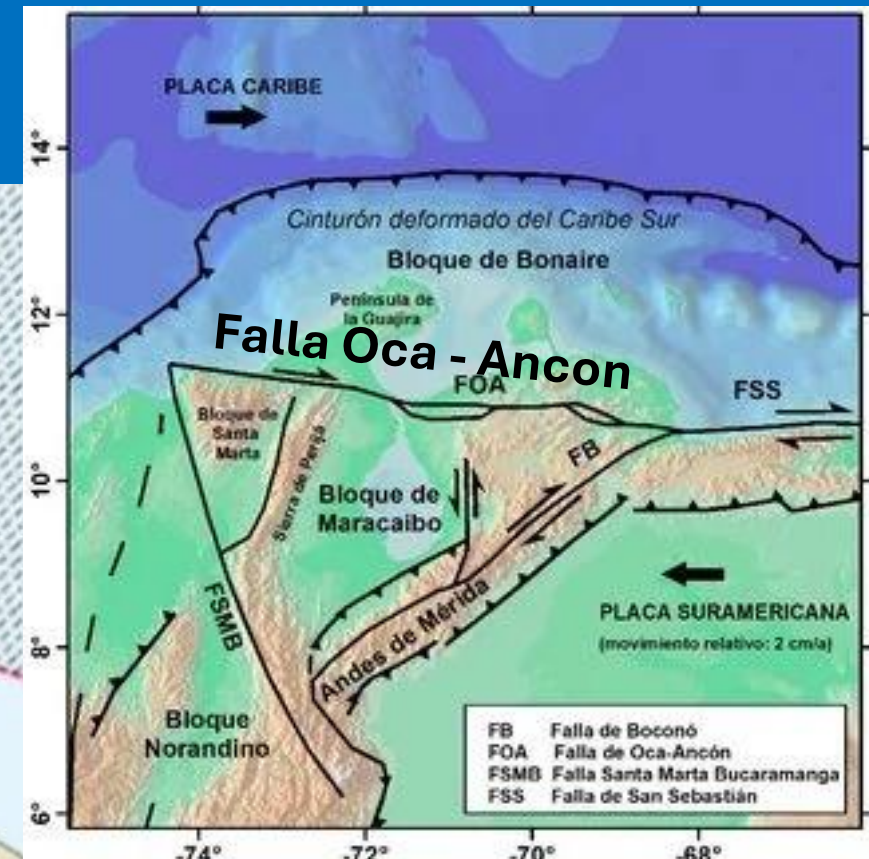 PLACA CARIBE
14°
Cinturón deformado del Caribe Sur
Bloque de Bonaire
Península de
la Guajira
12°
Falla Oca - Ancon
FOA
FSS
Bloque de
Santa
Marta
Sierra de Perijá
FB
10°
Bloque de
Maracaibo
FSMB
Andes de Mérida
PLACA SURAMERICANA
(movimiento relativo: 2 cm/a)
8°
Bloque
Norandino
FB Falla de Boconó
FOA Falla de Oca-Ancón
FSMB Falla Santa Marta Bucaramanga
FSS Falla de San Sebastián
6°
-74° -72° -70° -68°